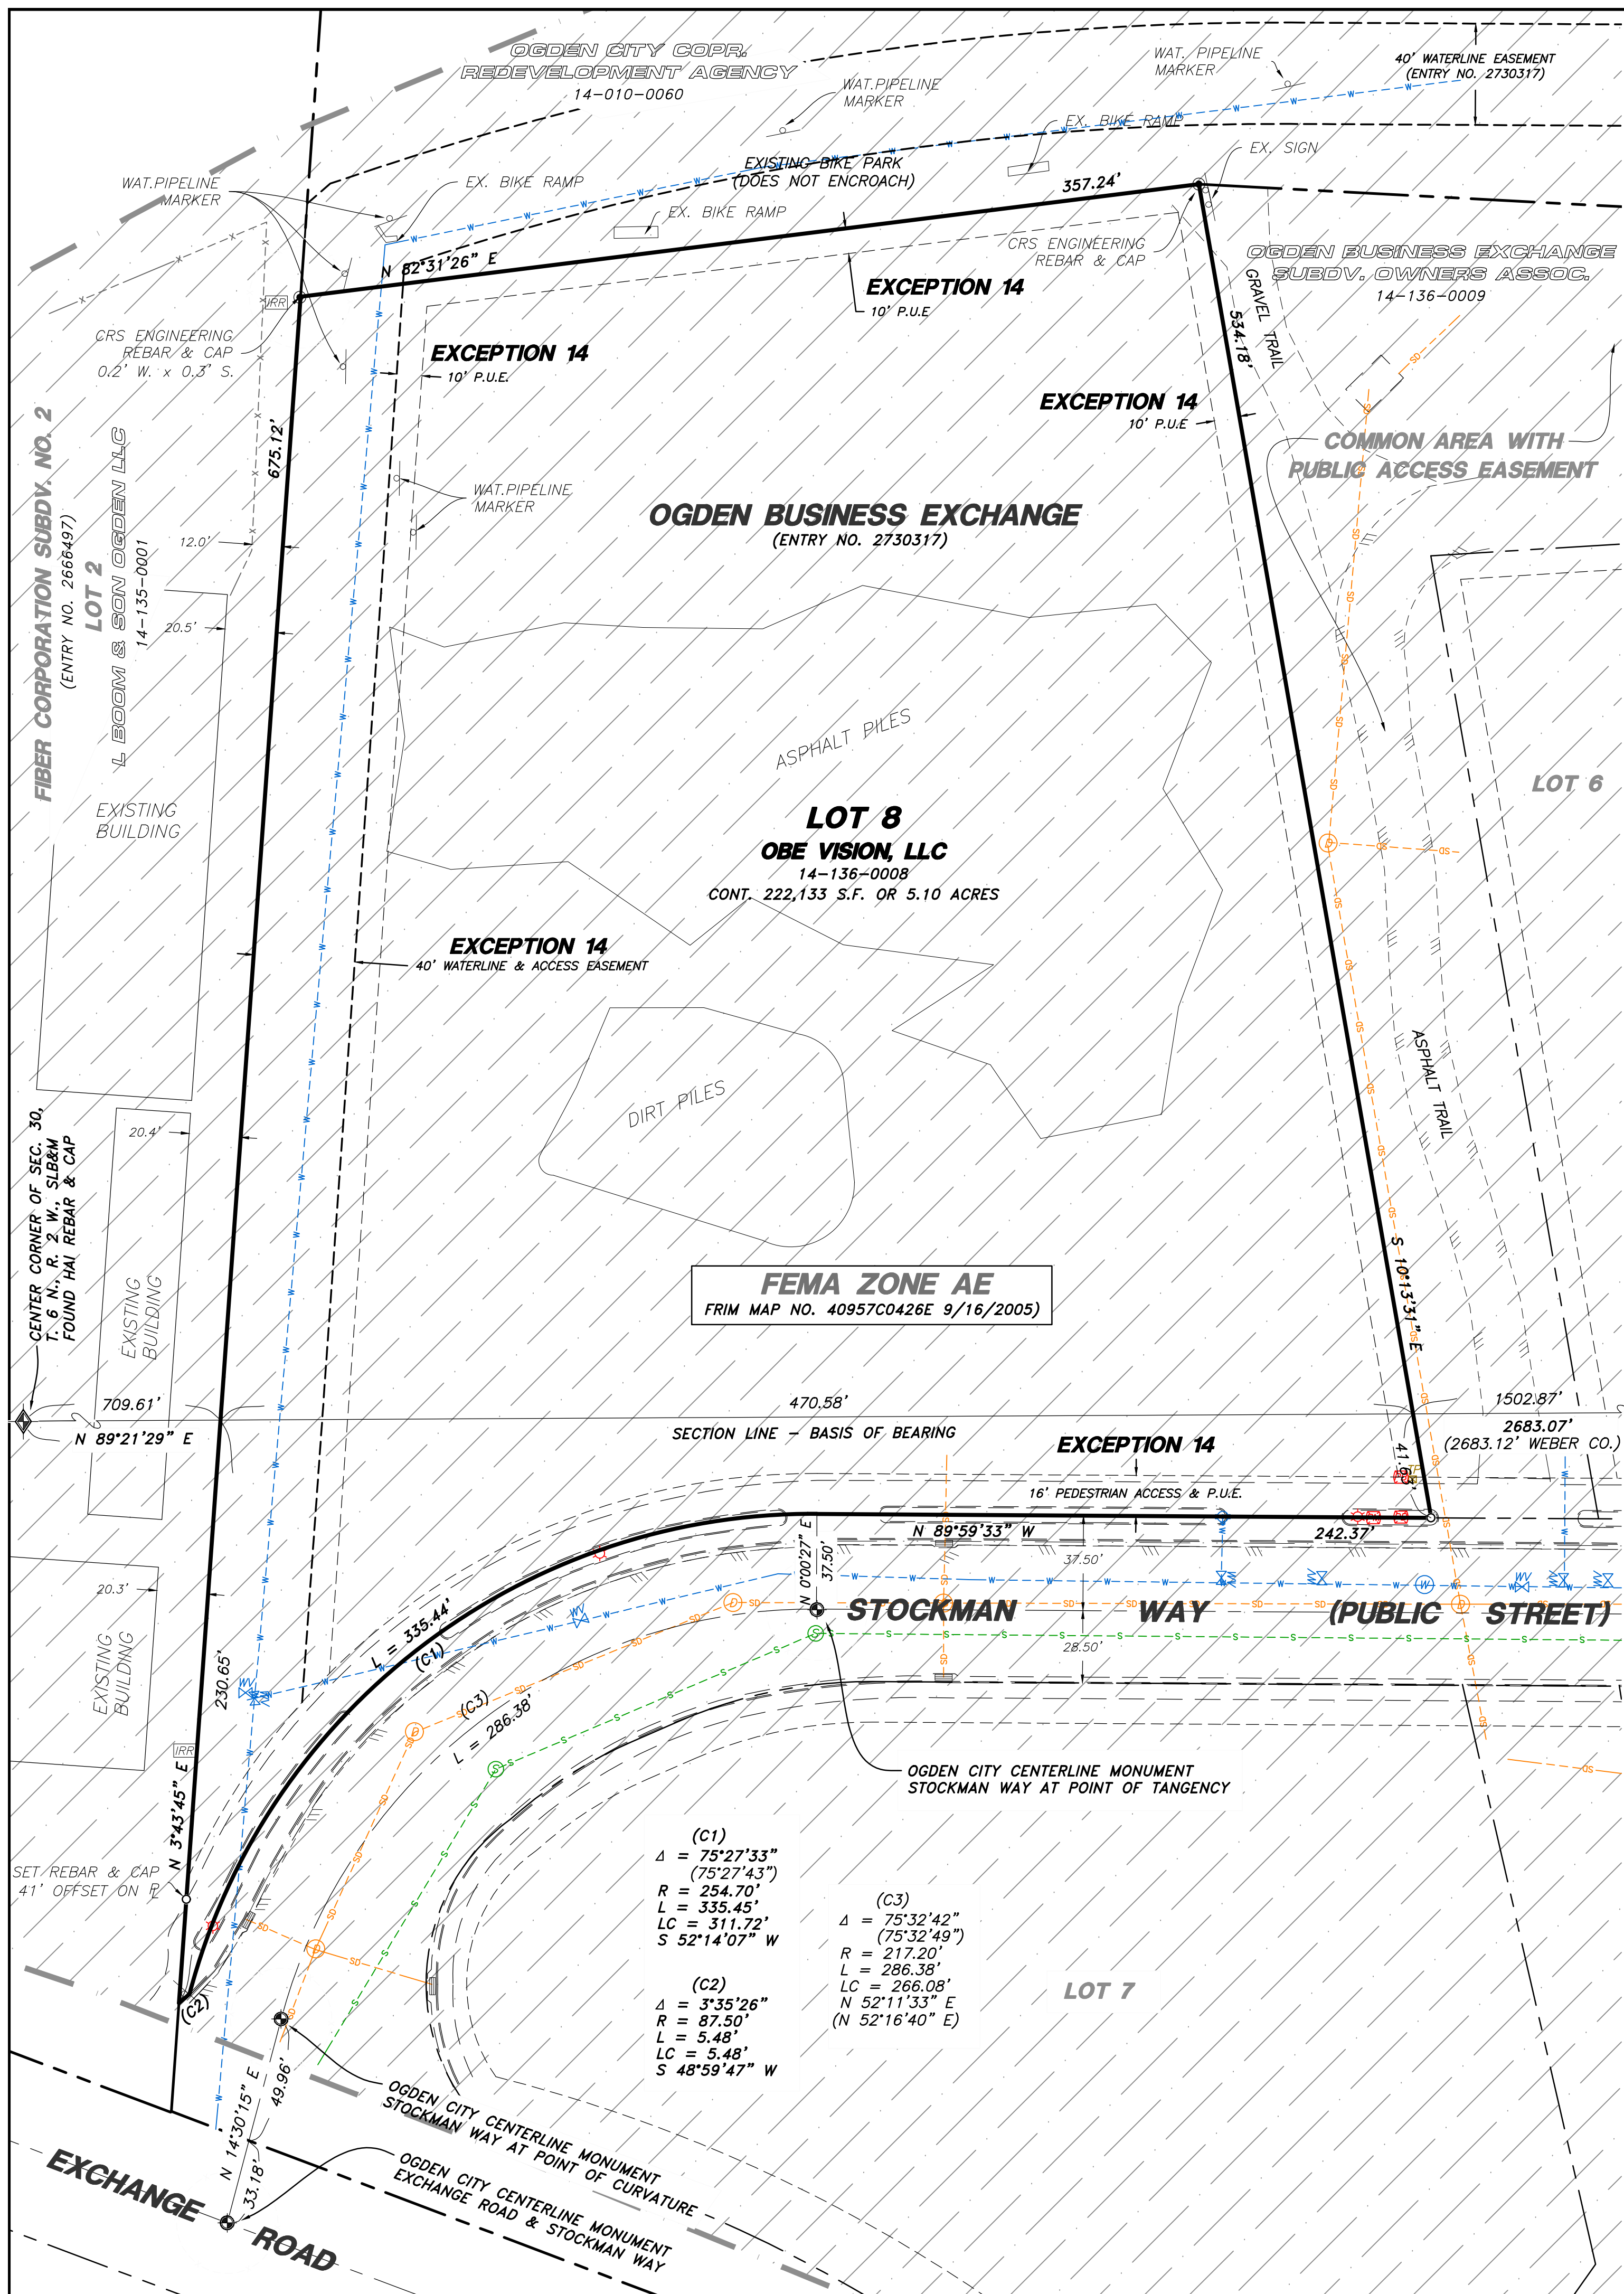 OGDEN CITY COPR.
REDEVELOPMENT AGENCY
14-010-0060
WAT. PIPELINE
MARKER
40' WATERLINE EASEMENT
(ENTRY NO. 2730317)
WAT.PIPELINE
MARKER
EX. BIKE RAMP
EX. SIGN
EXISTING BIKE PARK
(DOES NOT ENCROACH)
357.24'
WAT.PIPELINE
MARKER
EX. BIKE RAMP
EX. BIKE RAMP
N 82°31'26" E
CRS ENGINEERING
REBAR & CAP
OGDEN BUSINESS EXCHANGE
SUBDV. OWNERS ASSOC.
14-136-0009
EXCEPTION 14
10' P.U.E
GRAVEL TRAIL
534.18'
IRR
CRS ENGINEERING
REBAR & CAP
0.2' W. x 0.3' S.
EXCEPTION 14
10' P.U.E.
EXCEPTION 14
10' P.U.E
COMMON AREA WITH
PUBLIC ACCESS EASEMENT
675.12'
FIBER CORPORATION SUBDV. NO. 2
(ENTRY NO. 2666497)
LOT 2
L BOOM & SON OGDEN LLC
14-135-0001
WAT.PIPELINE
MARKER
OGDEN BUSINESS EXCHANGE
(ENTRY NO. 2730317)
12.0'
20.5'
ASPHALT PILES
LOT 6
EXISTING
BUILDING
LOT 8
OBE VISION, LLC
14-136-0008
CONT. 222,133 S.F. OR 5.10 ACRES
EXCEPTION 14
40' WATERLINE & ACCESS EASEMENT
ASPHALT TRAIL
DIRT PILES
20.4'
CENTER CORNER OF SEC. 30,
T. 6 N., R. 2 W., SLB&M
FOUND HAI REBAR & CAP
EXISTING
BUILDING
FEMA ZONE AE
FRIM MAP NO. 40957C0426E 9/16/2005)
S 10°13'31" E
709.61'
N 89°21'29" E
470.58'
SECTION LINE - BASIS OF BEARING
1502.87'
2683.07'
(2683.12' WEBER CO.)
EXCEPTION 14
16' PEDESTRIAN ACCESS & P.U.E.
41.63'
N 89°59'33" W
242.37'
N 0°00'27" E
37.50'
37.50'
28.50'
STOCKMAN WAY (PUBLIC STREET)
20.3'
EXISTING
BUILDING
230.65'
L = 335.44'
(C1)
(C3)
L = 286.38'
IRR
N 3°43'45" E
OGDEN CITY CENTERLINE MONUMENT
STOCKMAN WAY AT POINT OF TANGENCY
SET REBAR & CAP
41' OFFSET ON PL
(C2)
(C1)
Δ = 75°27'33"
(75°27'43")
R = 254.70'
L = 335.45'
LC = 311.72'
S 52°14'07" W
(C2)
Δ = 3°35'26"
R = 87.50'
L = 5.48'
LC = 5.48'
S 48°59'47" W
(C3)
Δ = 75°32'42"
(75°32'49")
R = 217.20'
L = 286.38'
LC = 266.08'
N 52°11'33" E
(N 52°16'40" E)
LOT 7
N 14°30'15" E
49.96'
33.18'
OGDEN CITY CENTERLINE MONUMENT
STOCKMAN WAY AT POINT OF CURVATURE
OGDEN CITY CENTERLINE MONUMENT
EXCHANGE ROAD & STOCKMAN WAY
EXCHANGE ROAD